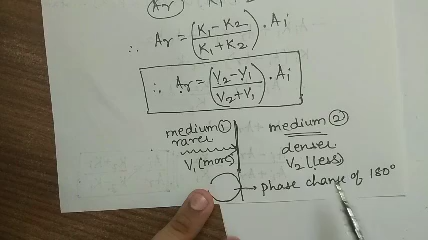 Ar
∴ Ar = (K1 - K2 / K1 + K2) . Ai
∴ Ar = (V2 - V1 / V2 + V1) . Ai
medium ① medium ②
rarer denser
V1 (more) V2 (less)
→ phase change of 180°